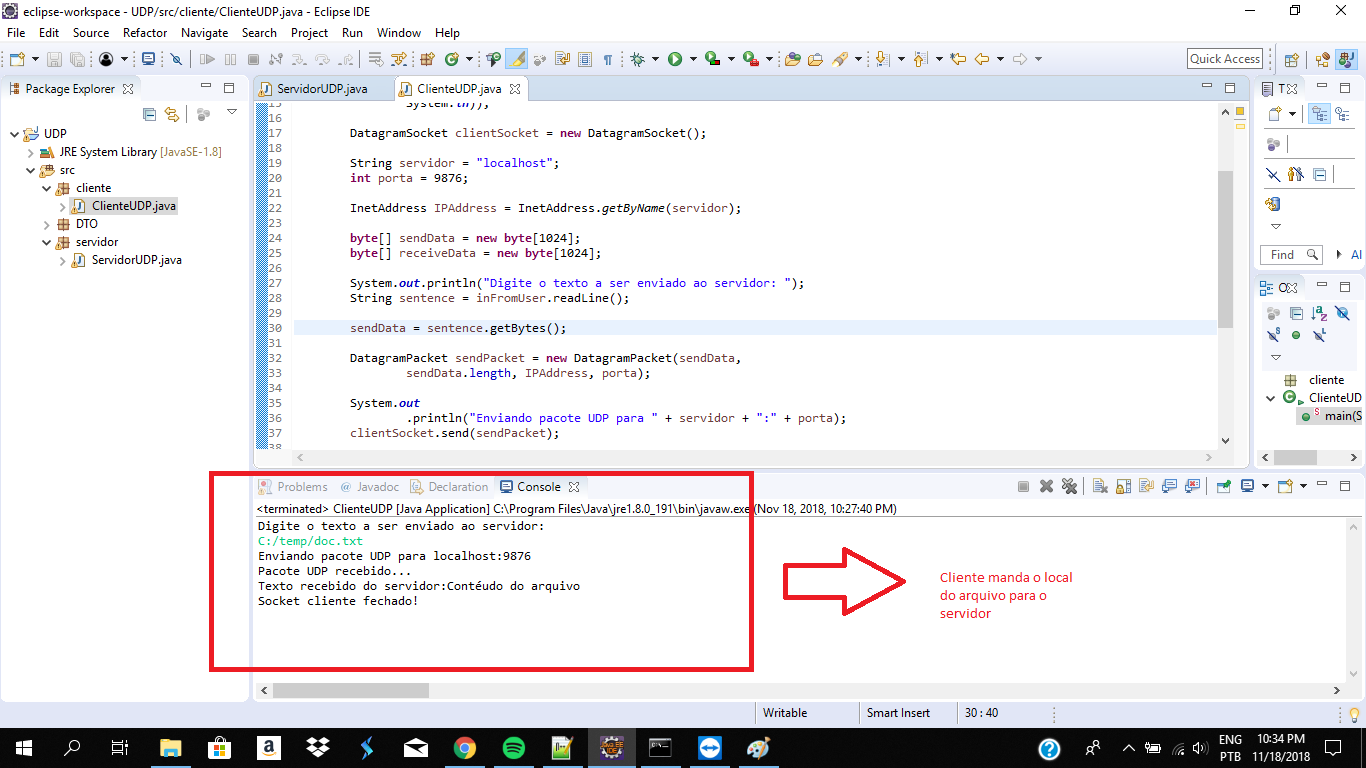 eclipse-workspace - UDP/src/cliente/ClienteUDP.java - Eclipse IDE
File Edit Source Refactor Navigate Search Project Run Window Help
Quick Access
Package Explorer
UDP
JRE System Library [JavaSE-1.8]
src
cliente
ClienteUDP.java
DTO
servidor
ServidorUDP.java
ServidorUDP.java ClienteUDP.java
15 System.in));
16
17 DatagramSocket clientSocket = new DatagramSocket();
18
19 String servidor = "localhost";
20 int porta = 9876;
21
22 InetAddress IPAddress = InetAddress.getByName(servidor);
23
24 byte[] sendData = new byte[1024];
25 byte[] receiveData = new byte[1024];
26
27 System.out.println("Digite o texto a ser enviado ao servidor: ");
28 String sentence = inFromUser.readLine();
29
30 sendData = sentence.getBytes();
31
32 DatagramPacket sendPacket = new DatagramPacket(sendData,
33 sendData.length, IPAddress, porta);
34
35 System.out
36 .println("Enviando pacote UDP para " + servidor + ":" + porta);
37 clientSocket.send(sendPacket);
38
T
Find
Al
O
cliente
ClienteUD
main(S
Problems @ Javadoc Declaration Console
<terminated> ClienteUDP [Java Application] C:\Program Files\Java\jre1.8.0_191\bin\javaw.exe (Nov 18, 2018, 10:27:40 PM)
Digite o texto a ser enviado ao servidor:
C:/temp/doc.txt
Enviando pacote UDP para localhost:9876
Pacote UDP recebido...
Texto recebido do servidor:Contéudo do arquivo
Socket cliente fechado!
Cliente manda o local
do arquivo para o
servidor
Writable Smart Insert 30 : 40
ENG
PTB
10:34 PM
11/18/2018